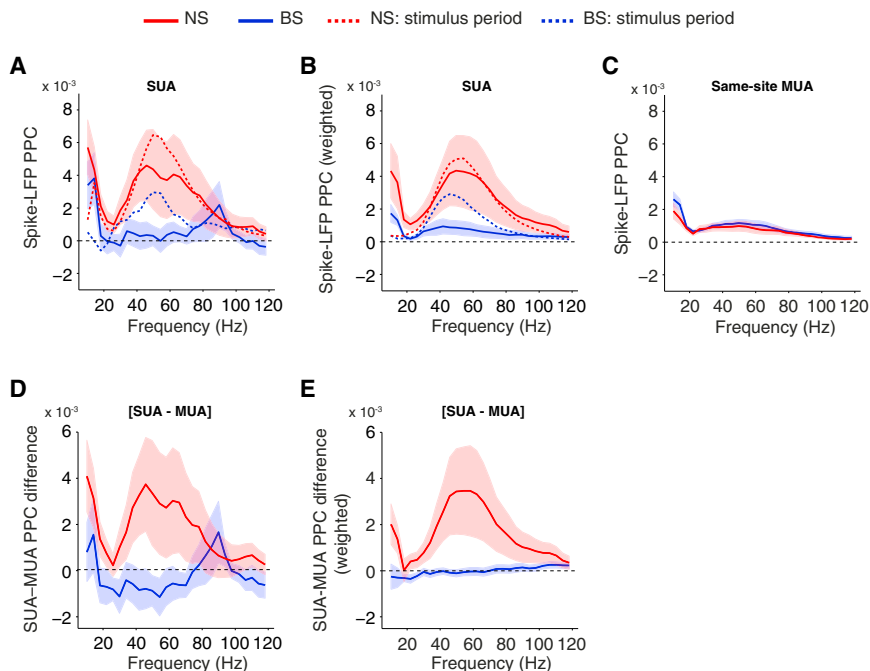 NS BS NS: stimulus period BS: stimulus period
A
x 10⁻³
SUA
Spike-LFP PPC
8
6
4
2
0
−2
20 40 60 80 100 120
Frequency (Hz)
B
x 10⁻³
SUA
Spike-LFP PPC (weighted)
8
6
4
2
0
−2
20 40 60 80 100 120
Frequency (Hz)
C
x 10⁻³
Same-site MUA
Spike-LFP PPC
8
6
4
2
0
−2
20 40 60 80 100 120
Frequency (Hz)
D
x 10⁻³
[SUA - MUA]
SUA−MUA PPC difference
6
4
2
0
−2
20 40 60 80 100 120
Frequency (Hz)
E
x 10⁻³
[SUA - MUA]
SUA-MUA PPC difference
(weighted)
6
4
2
0
−2
20 40 60 80 100 120
Frequency (Hz)